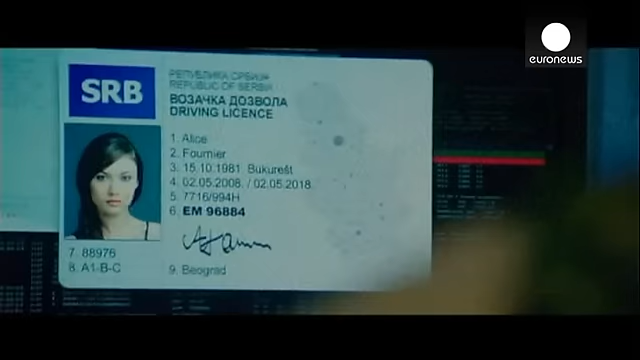 euronews
SRB
РЕПУБЛИКА СРБИЈА
REPUBLIC OF SERBIA
ВОЗАЧКА ДОЗВОЛА
DRIVING LICENCE
1. Alice
2. Fournier
3. 15.10.1981 Bukurešt
4. 02.05.2008. / 02.05.2018.
5. 7716/994H
6. EM 96884
7. 88976
8. A1-B-C
9. Beograd